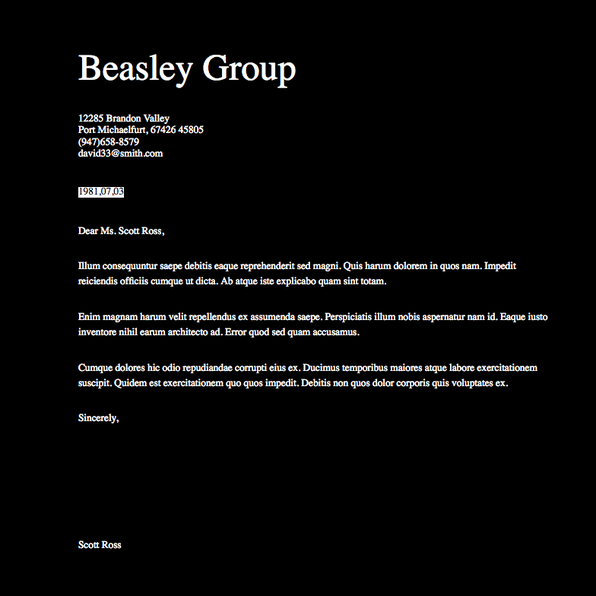 Beasley Group
12285 Brandon Valley
Port Michaelfurt, 67426 45805
(947)658-8579
david33@smith.com
1981,07,03
Dear Ms. Scott Ross,
Illum consequuntur saepe debitis eaque reprehenderit sed magni. Quis harum dolorem in quos nam. Impedit
reiciendis officiis cumque ut dicta. Ab atque iste explicabo quam sint totam.
Enim magnam harum velit repellendus ex assumenda saepe. Perspiciatis illum nobis aspernatur nam id. Eaque iusto
inventore nihil earum architecto ad. Error quod sed quam accusamus.
Cumque dolores hic odio repudiandae corrupti eius ex. Ducimus temporibus maiores atque labore exercitationem
suscipit. Quidem est exercitationem quo quos impedit. Debitis non quos dolor corporis quis voluptates ex.
Sincerely,
Scott Ross